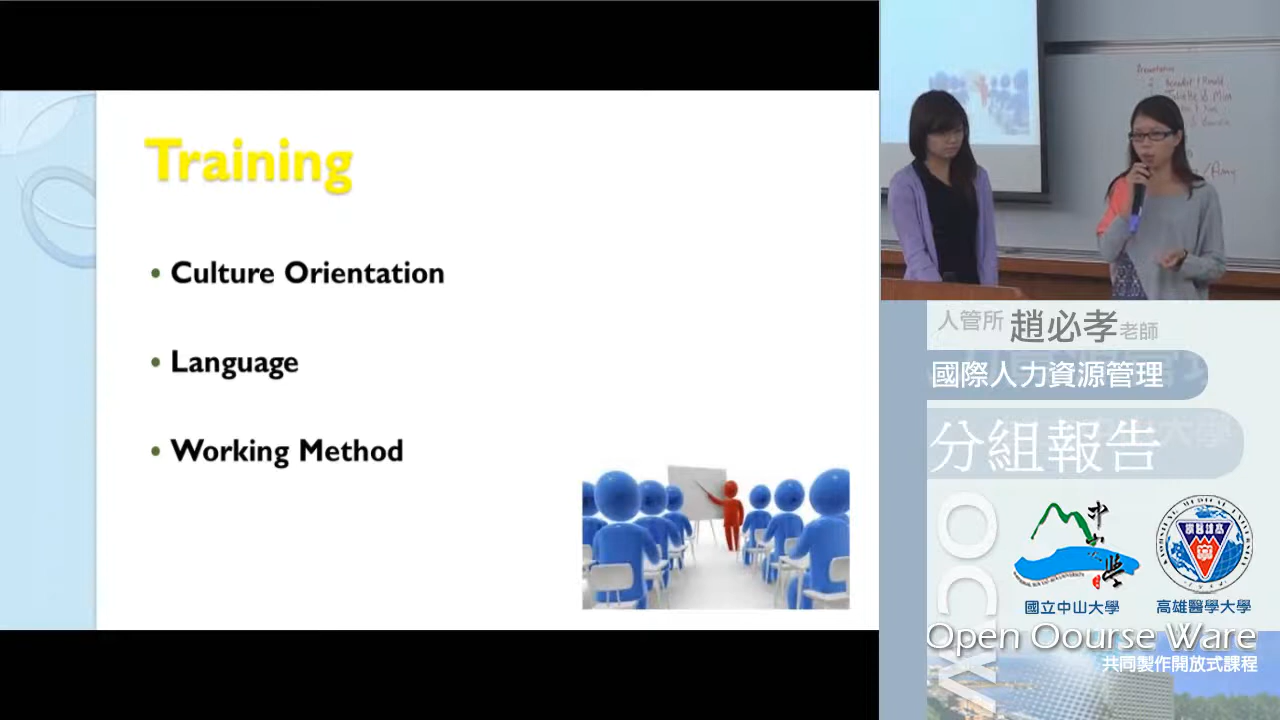 Training
• Culture Orientation
• Language
• Working Method
人管所 趙必孝 老師
國際人力資源管理
分組報告
OCW
國立中山大學
高雄醫學大學
Open Oourse Ware
共同製作開放式課程